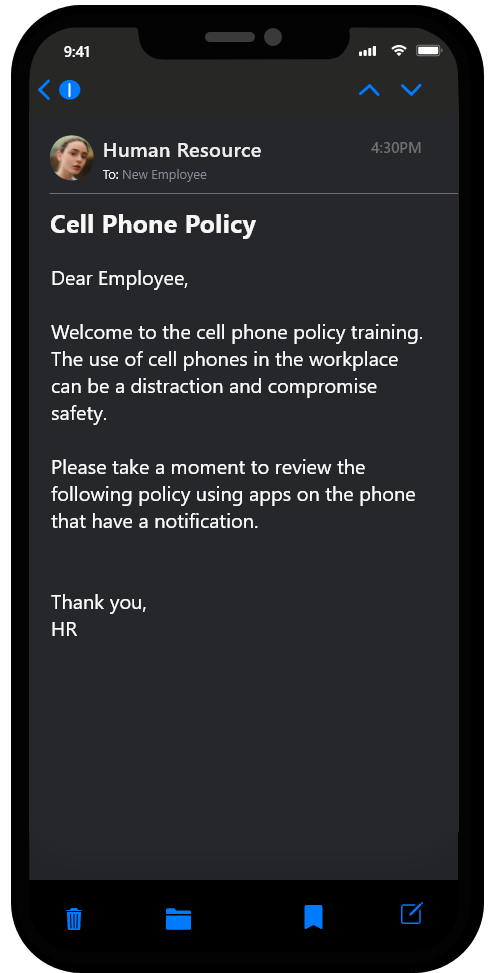 9:41
Human Resource
4:30PM
To: New Employee
Cell Phone Policy
Dear Employee,
Welcome to the cell phone policy training.
The use of cell phones in the workplace
can be a distraction and compromise
safety.
Please take a moment to review the
following policy using apps on the phone
that have a notification.
Thank you,
HR